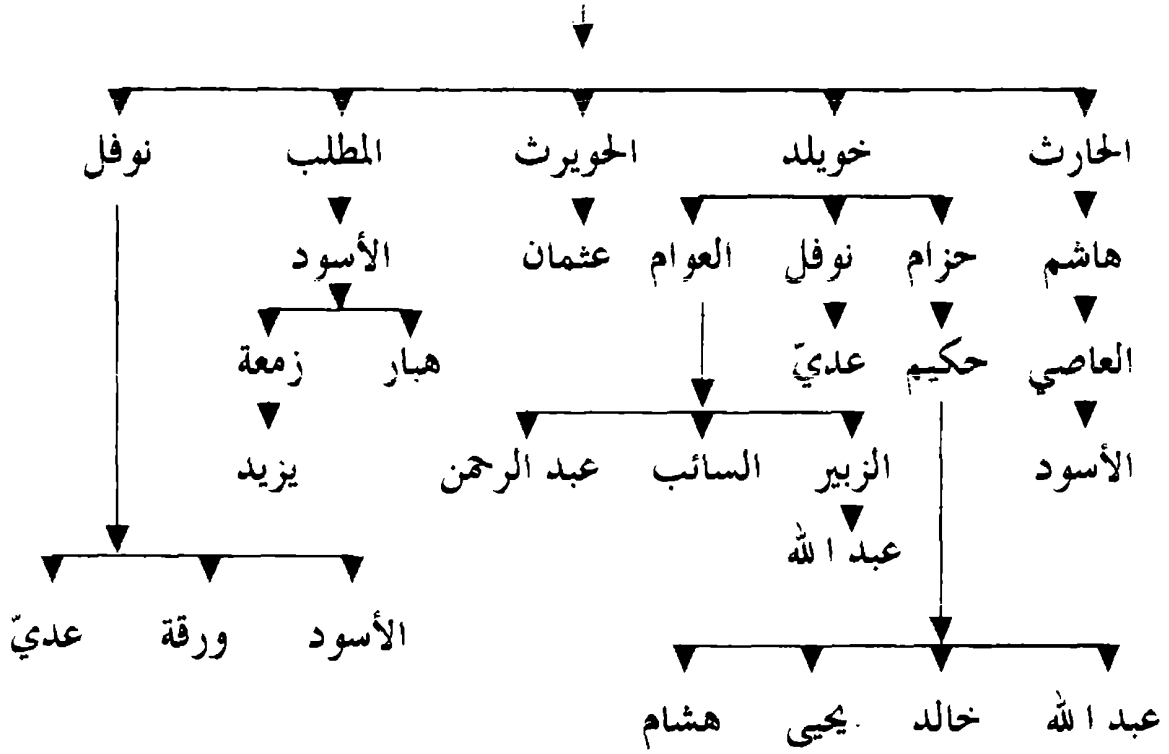 الحارث خويلد الحويرث المطلب نوفل
هاشم حزام نوفل العوام عثمان الأسود
العاصي حكيم عديّ هبار زمعة
الأسود الزبير السائب عبد الرحمن يزيد
عبد الله
الأسود ورقة عديّ
عبد الله خالد يحيى هشام